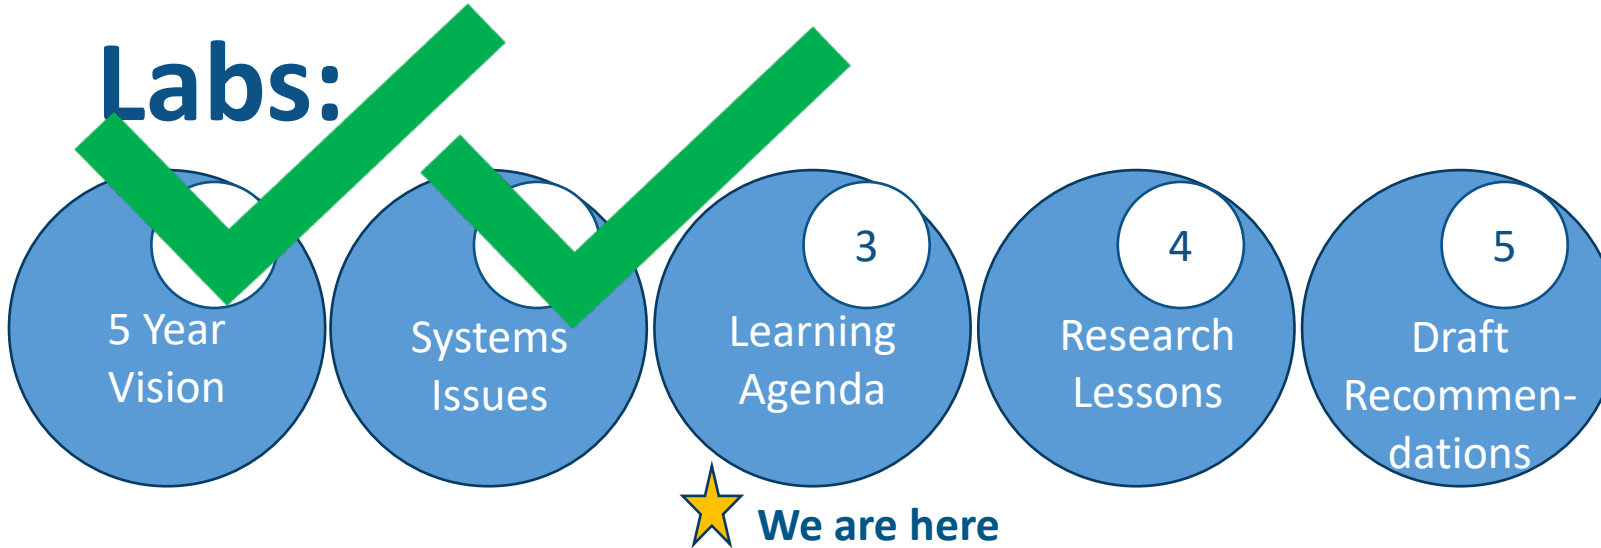 Labs:
3
4
5
5 Year
Vision
Systems
Issues
Learning
Agenda
Research
Lessons
Draft
Recommen-
dations
We are here